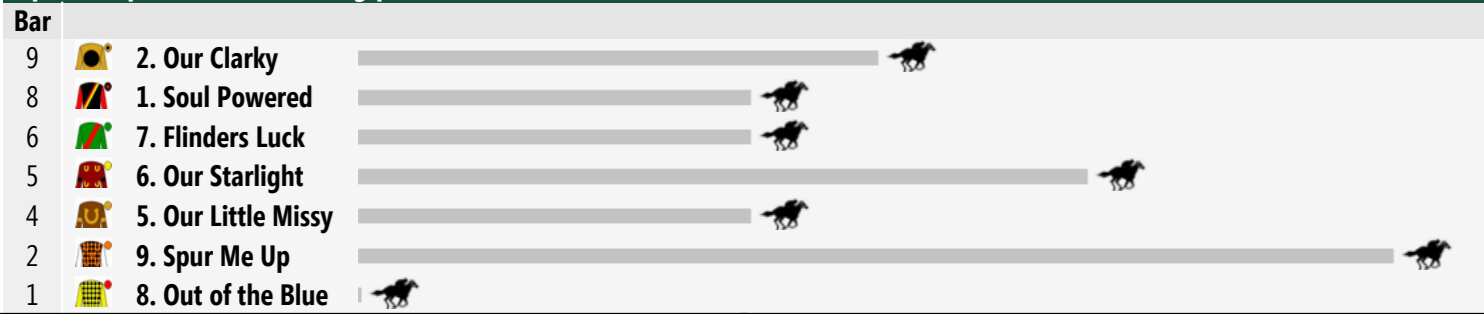 Bar
9 2. Our Clarky
8 1. Soul Powered
6 7. Flinders Luck
5 6. Our Starlight
4 5. Our Little Missy
2 9. Spur Me Up
1 8. Out of the Blue